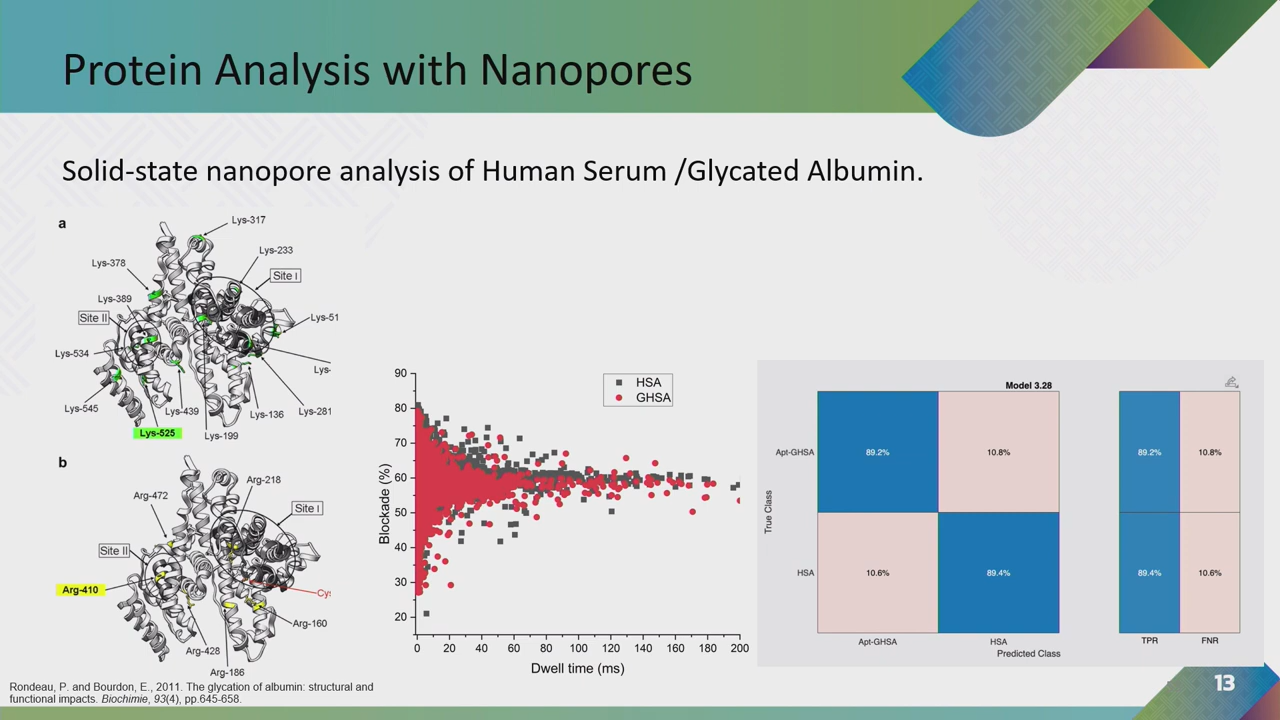 Protein Analysis with Nanopores
Solid-state nanopore analysis of Human Serum /Glycated Albumin.
a
Lys-317
Lys-233
Site I
Lys-378
Lys-389
Site II
Lys-51
Lys-534
Lys-
Lys-545
Lys-439
Lys-136
Lys-281
Lys-525
Lys-199
b
Arg-218
Arg-472
Site I
Site II
Arg-410
Cy
Arg-160
Arg-428
Arg-186
Rondeau, P. and Bourdon, E., 2011. The glycation of albumin: structural and
functional impacts. Biochimie, 93(4), pp.645-658.
HSA
GHSA
90
80
70
60
50
40
30
20
Blockade (%)
0 20 40 60 80 100 120 140 160 180 200
Dwell time (ms)
Model 3.28
Apt-GHSA
89.2% 10.8% 89.2% 10.8%
True Class
HSA
10.6% 89.4% 89.4% 10.6%
Apt-GHSA HSA TPR FNR
Predicted Class
13